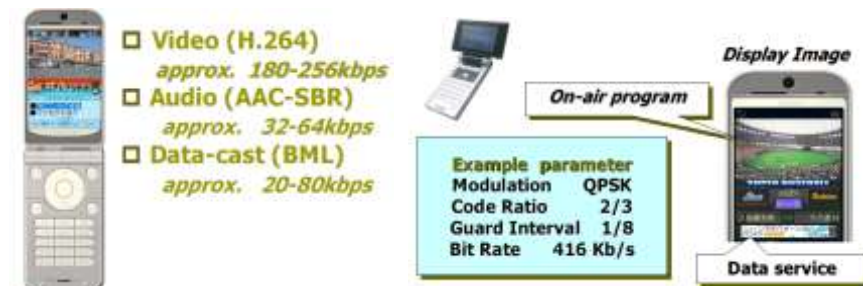 Video (H.264)
approx. 180-256kbps
Audio (AAC-SBR)
approx. 32-64kbps
Data-cast (BML)
approx. 20-80kbps
On-air program
Display Image
Example parameter
Modulation QPSK
Code Ratio 2/3
Guard Interval 1/8
Bit Rate 416 Kb/s
Data service